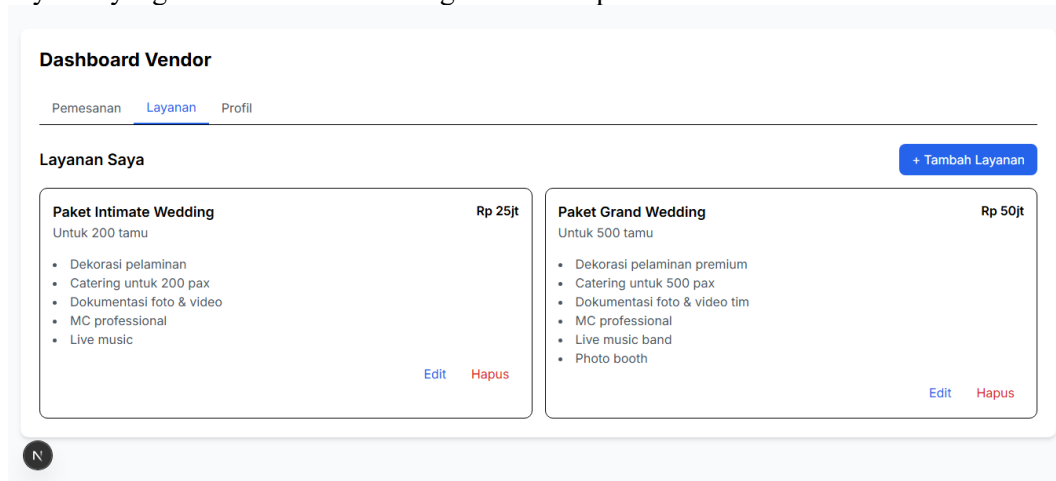 Dashboard Vendor
Pemesanan Layanan Profil
Layanan Saya
+ Tambah Layanan
Paket Intimate Wedding Rp 25jt
Untuk 200 tamu
• Dekorasi pelaminan
• Catering untuk 200 pax
• Dokumentasi foto & video
• MC professional
• Live music
Edit Hapus
Paket Grand Wedding Rp 50jt
Untuk 500 tamu
• Dekorasi pelaminan premium
• Catering untuk 500 pax
• Dokumentasi foto & video tim
• MC professional
• Live music band
• Photo booth
Edit Hapus
N